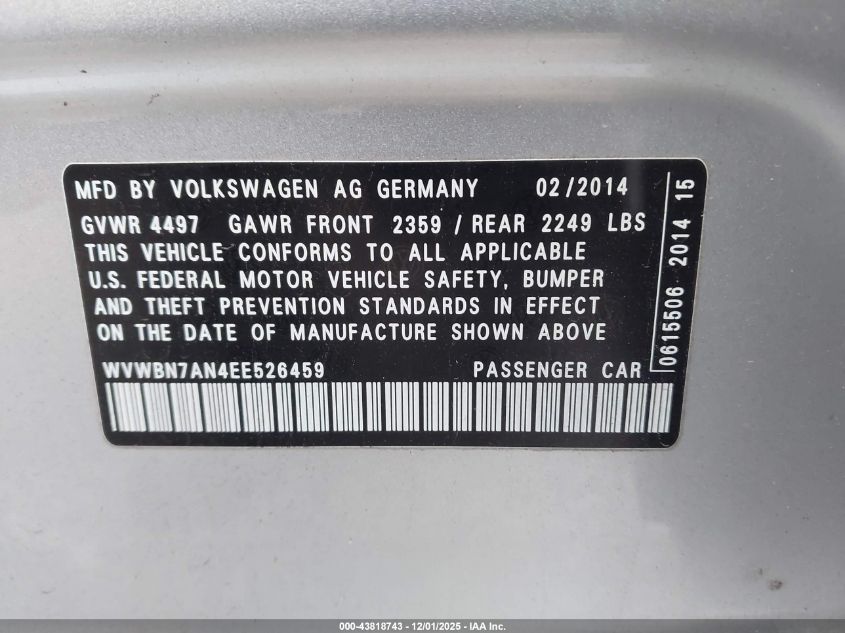 MFD BY VOLKSWAGEN AG GERMANY 02/2014
GVWR 4497 GAWR FRONT 2359 / REAR 2249 LBS
THIS VEHICLE CONFORMS TO ALL APPLICABLE
U.S. FEDERAL MOTOR VEHICLE SAFETY, BUMPER
AND THEFT PREVENTION STANDARDS IN EFFECT
ON THE DATE OF MANUFACTURE SHOWN ABOVE
WVWBN7AN4EE526459 PASSENGER CAR
0615506 2014 15
000-43818743 - 12/01/2025 - IAA Inc.